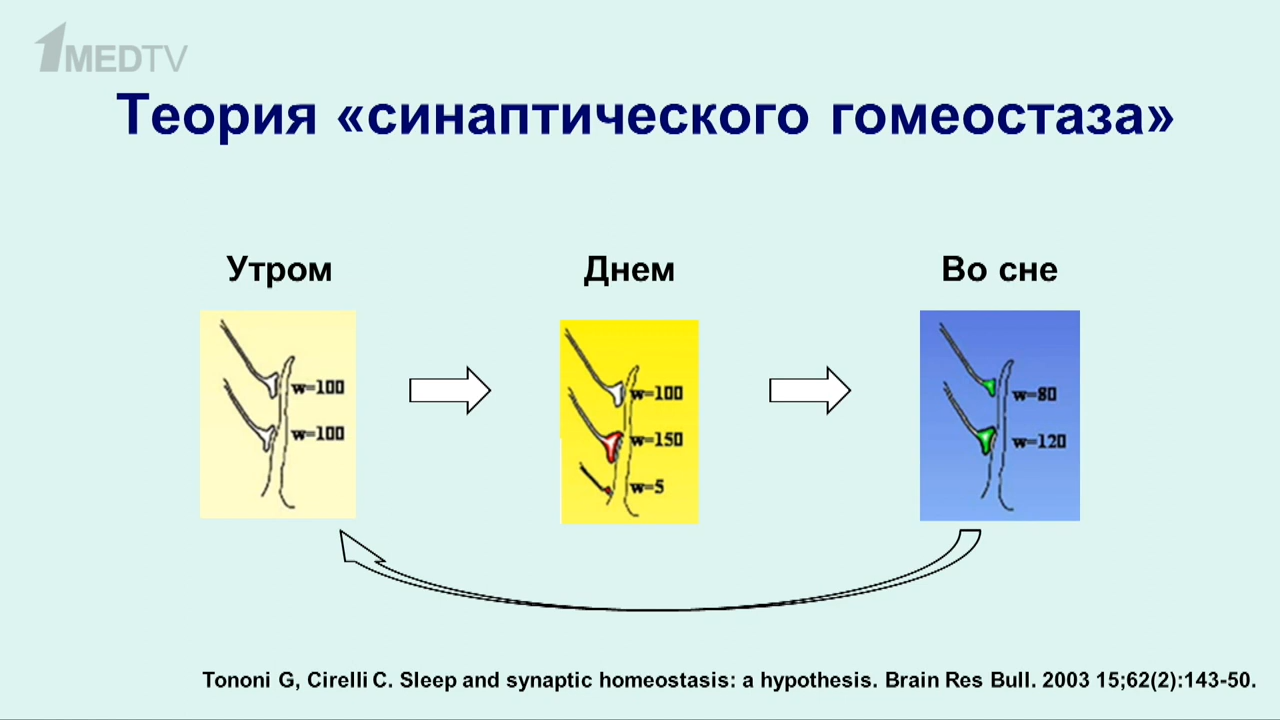 1MEDTV
Теория «синаптического гомеостаза»
Утром
Днем
Во сне
w=100
w=100
w=100
w=150
w=5
w=80
w=120
Tononi G, Cirelli C. Sleep and synaptic homeostasis: a hypothesis. Brain Res Bull. 2003 15;62(2):143-50.